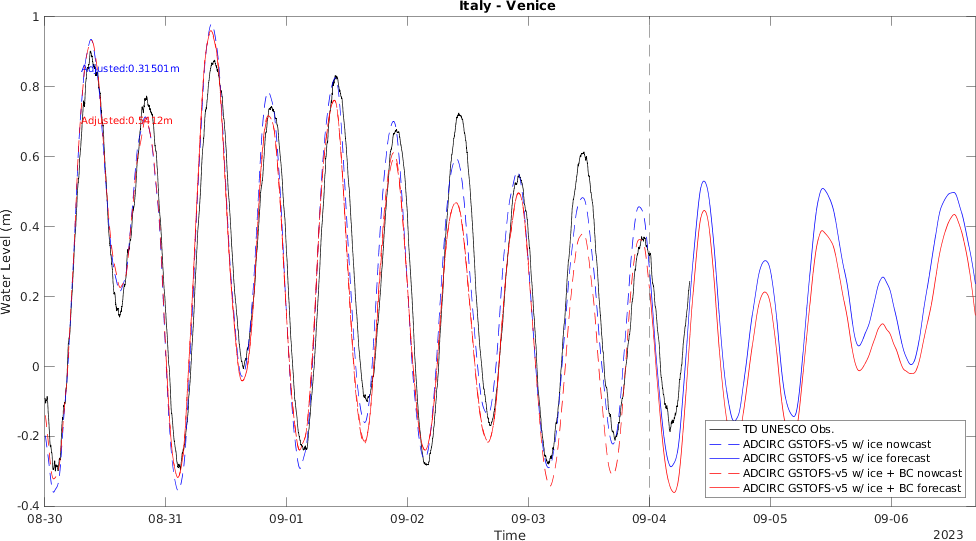 Italy - Venice
1
0.8
0.6
0.4
0.2
0
-0.2
-0.4
Water Level (m)
Adjusted:0.31501m
Adjusted:0.5412m
TD UNESCO Obs.
ADCIRC GSTOFS-v5 w/ ice nowcast
ADCIRC GSTOFS-v5 w/ ice forecast
ADCIRC GSTOFS-v5 w/ ice + BC nowcast
ADCIRC GSTOFS-v5 w/ ice + BC forecast
08-30
08-31
09-01
09-02
09-03
09-04
09-05
09-06
Time
2023